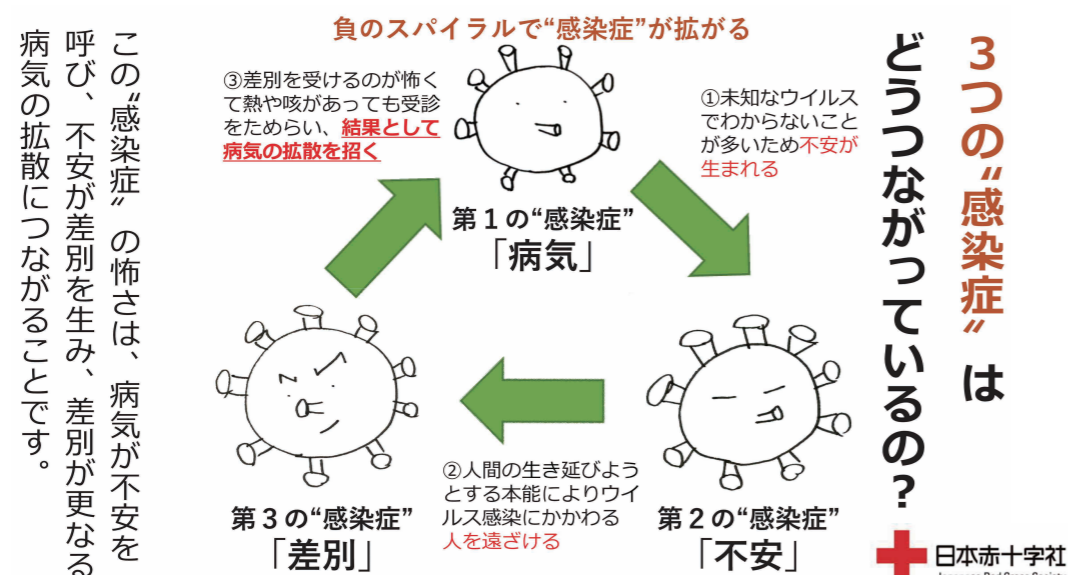 3つの〝感染症〟は
どうつながっているの?
負のスパイラルで“感染症”が拡がる
①未知なウイルス
でわからないこと
が多いため不安が
生まれる
第1の“感染症”
「病気」
第2の“感染症”
「不安」
②人間の生き延びよう
とする本能によりウイ
ルス感染にかかわる
人を遠ざける
第3の“感染症”
「差別」
③差別を受けるのが怖く
て熱や咳があっても受診
をためらい、結果として
病気の拡散を招く
この〝感染症〟の怖さは、病気が不安を
呼び、不安が差別を生み、差別が更なる
病気の拡散につながることです。
日本赤十字社